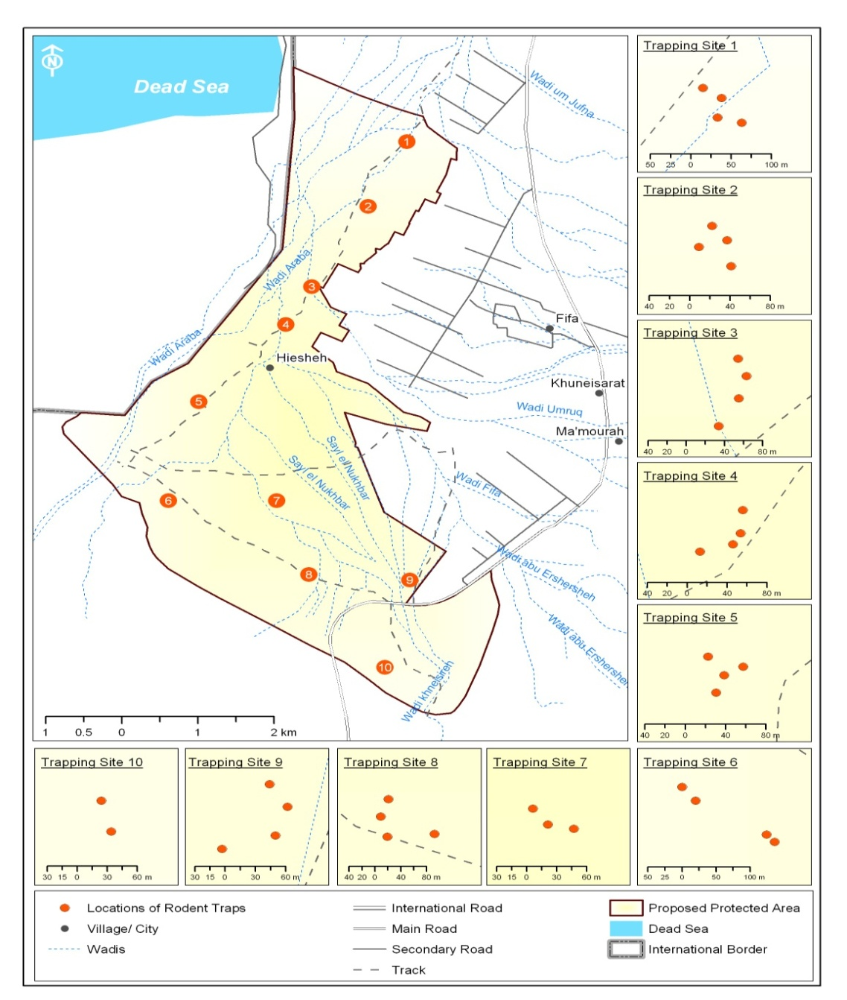 N
Dead Sea
Wadi um Jufna
1
2
Wadi Araba
3
4
Wadi Araba
Hiesheh
Fifa
Khuneisarat
5
Wadi Umruq
Ma'mourah
Sayl el Nukhbar
Sayl el Nukhbar
Wadi Fifa
6
7
8
9
Wadi abu Ershersheh
Wadi abu Ershersheh
10
Wadi khneisireh
1 0.5 0 1 2 km
Trapping Site 1
50 25 0 50 100 m
Trapping Site 2
40 20 0 40 80 m
Trapping Site 3
40 20 0 40 80 m
Trapping Site 4
40 20 0 40 80 m
Trapping Site 5
40 20 0 40 80 m
Trapping Site 10
30 15 0 30 60 m
Trapping Site 9
30 15 0 30 60 m
Trapping Site 8
40 20 0 40 80 m
Trapping Site 7
30 15 0 30 60 m
Trapping Site 6
50 25 0 50 100 m
Locations of Rodent Traps
Village/ City
Wadis
International Road
Main Road
Secondary Road
Track
Proposed Protected Area
Dead Sea
International Border